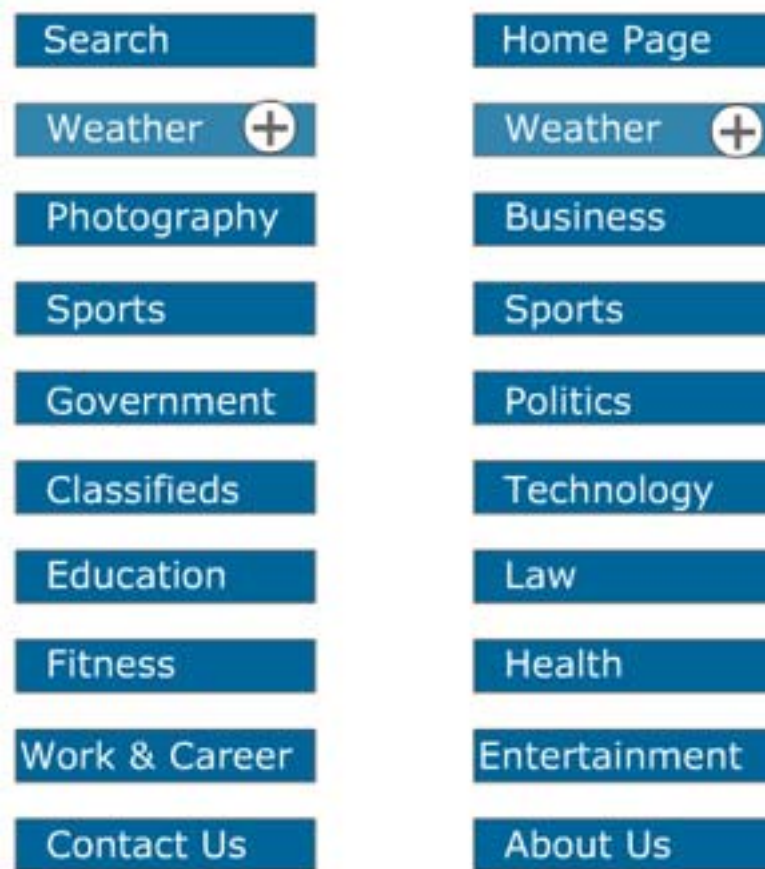 Search
Weather
Photography
Sports
Government
Classifieds
Education
Fitness
Work & Career
Contact Us
Home Page
Weather
Business
Sports
Politics
Technology
Law
Health
Entertainment
About Us